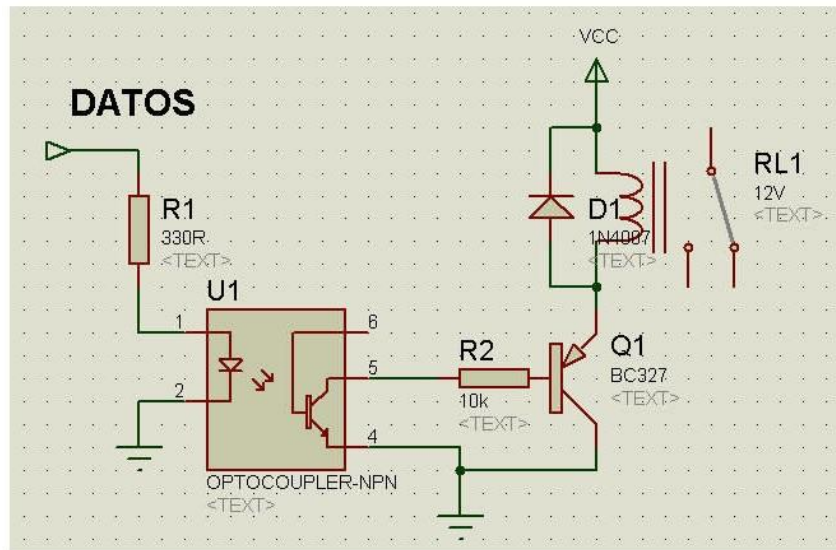 DATOS
VCC
R1
330R
<TEXT>
D1
1N4007
<TEXT>
RL1
12V
<TEXT>
U1
1
2
6
5
4
OPTOCOUPLER-NPN
<TEXT>
R2
10k
<TEXT>
Q1
BC327
<TEXT>